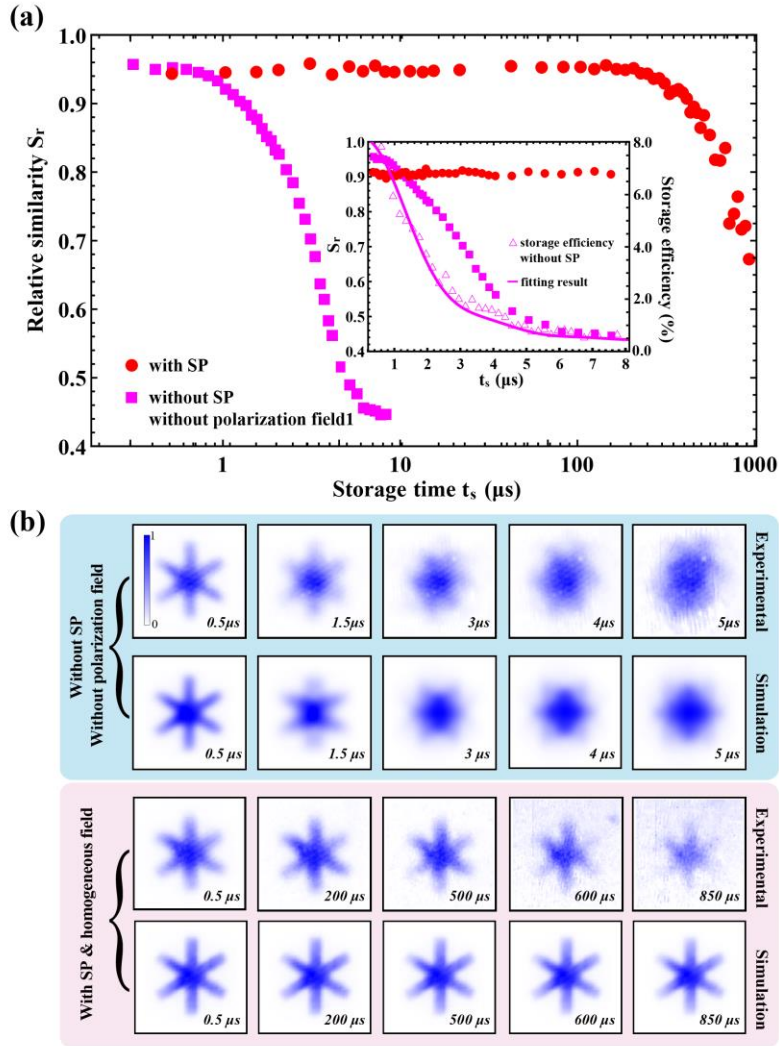 (a)
1.0
0.9
0.8
0.7
0.6
0.5
0.4
Relative similarity Sr
1
10
100
1000
Storage time ts (μs)
with SP
without SP
without polarization field1
1.0
0.9
0.8
0.7
0.6
0.5
0.4
Sr
8.0
6.0
4.0
2.0
0.0
Storage efficiency (%)
storage efficiency
without SP
fitting result
1 2 3 4 5 6 7 8
ts (μs)
(b)
Without SP
Without polarization field
1
0
0.5μs
1.5μs
3μs
4μs
5μs
Experimental
0.5 μs
1.5 μs
3 μs
4 μs
5 μs
Simulation
With SP & homogeneous field
0.5 μs
200 μs
500 μs
600 μs
850 μs
Experimental
0.5 μs
200 μs
500 μs
600 μs
850 μs
Simulation